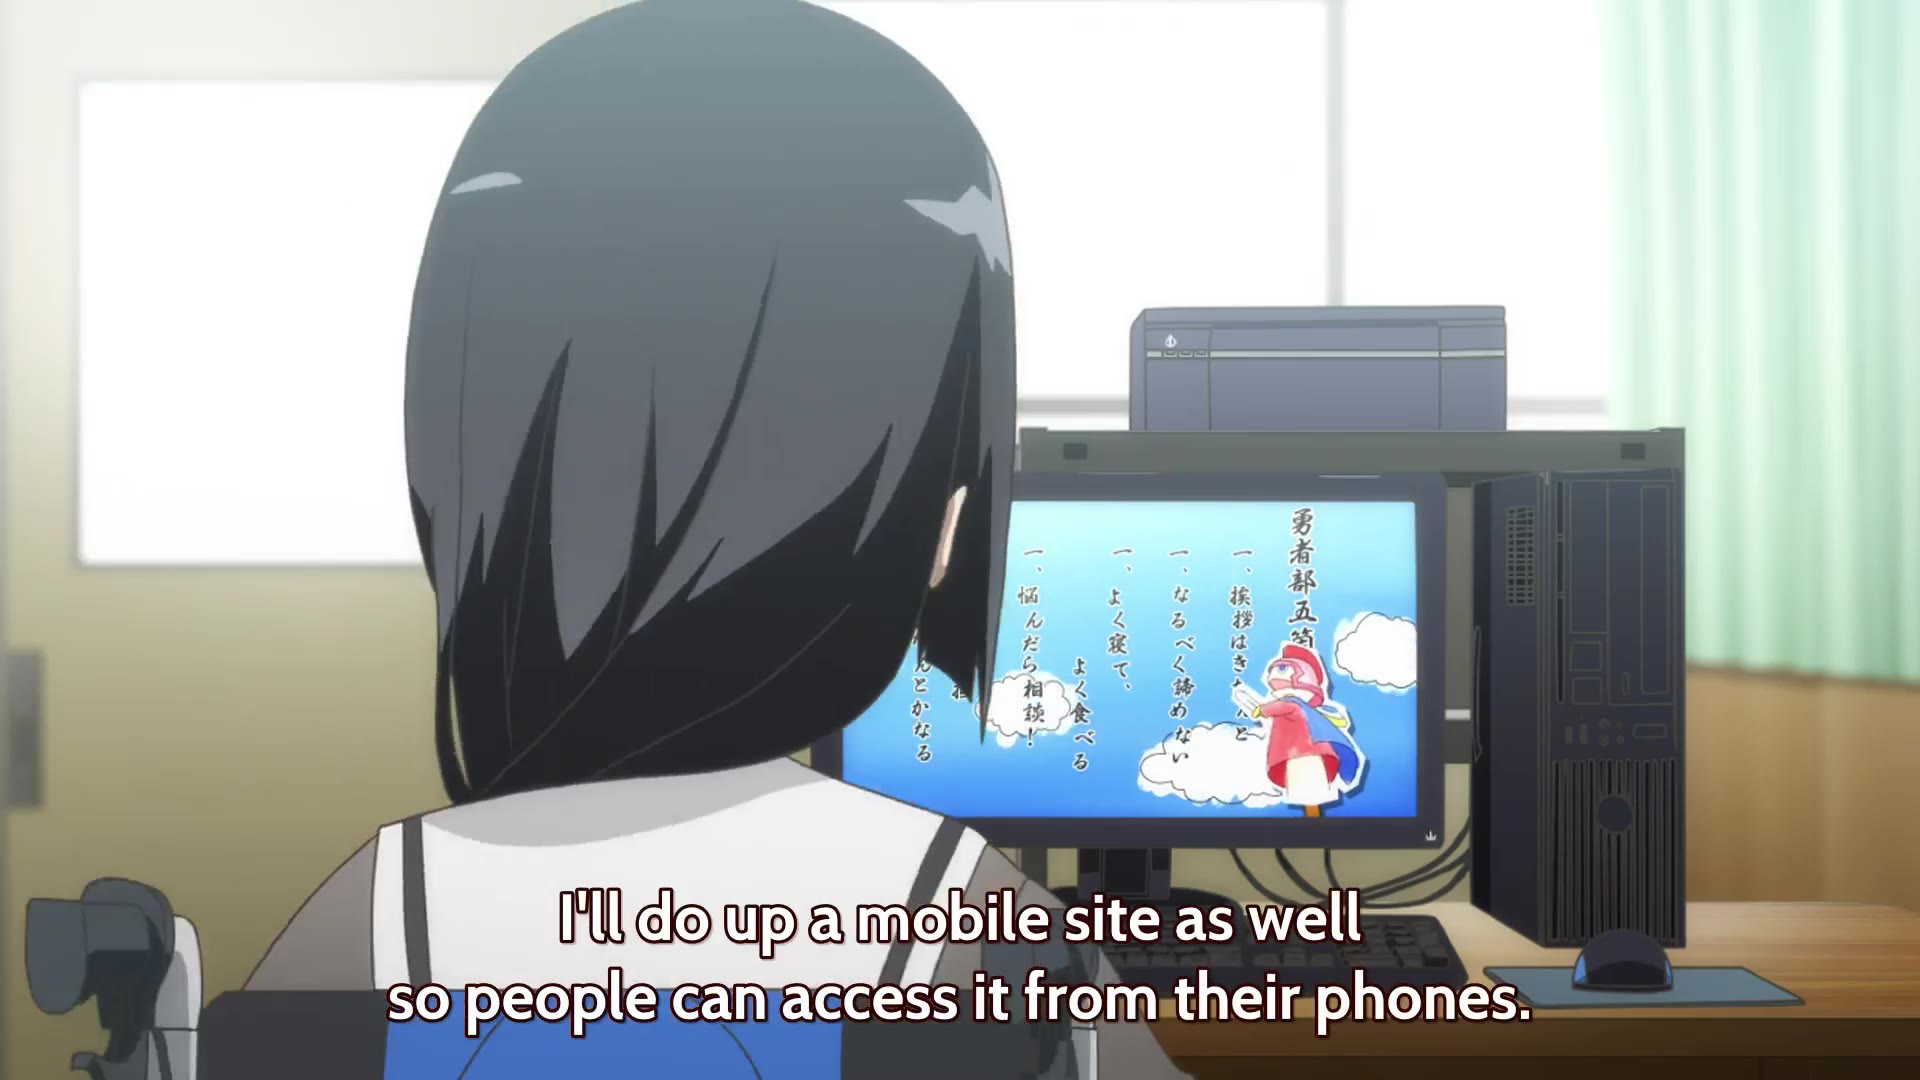 勇者部五箇
一、挨拶はき
と
一、なるべく諦めない
一、よく寝て、
よく食べる
一、悩んだら相談!
んとかなる
I'll do up a mobile site as well
so people can access it from their phones.